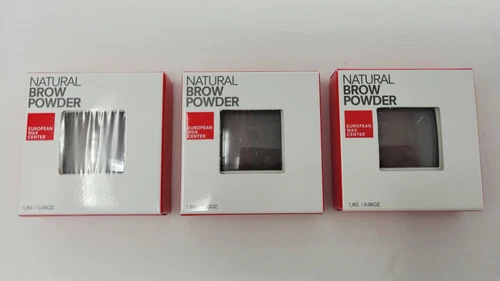 NATURAL
BROW
POWDER
EUROPEAN
WAX
CENTER
1.8G. / 0.06OZ.
NATURAL
BROW
POWDER
EUROPEAN
WAX
CENTER
NATURAL
BROW
POWDER
EUROPEAN
WAX
CENTER
1.8G. / 0.06OZ.